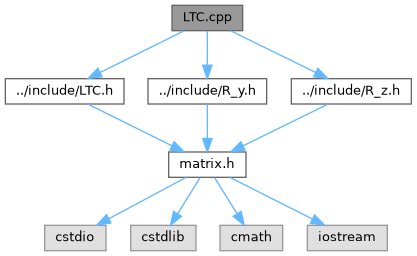 LTC.cpp
../include/LTC.h
../include/R_y.h
../include/R_z.h
matrix.h
cstdio
cstdlib
cmath
iostream